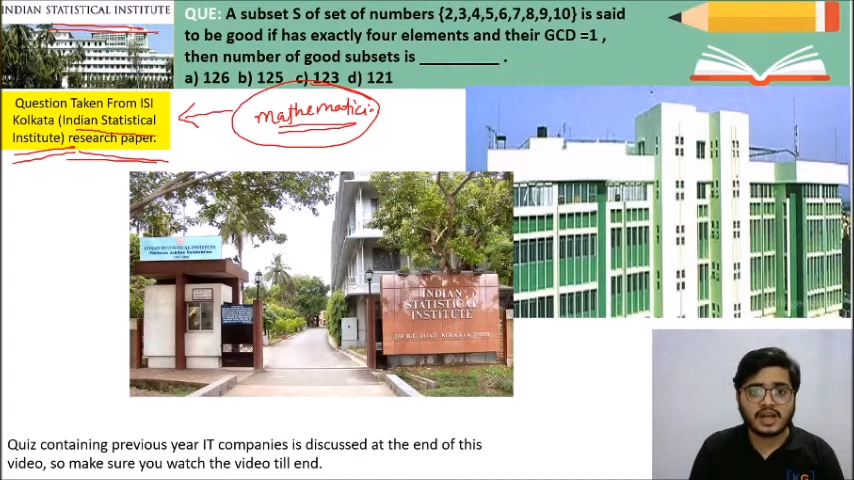 INDIAN STATISTICAL INSTITUTE
QUE: A subset S of set of numbers {2,3,4,5,6,7,8,9,10} is said
to be good if has exactly four elements and their GCD =1 ,
then number of good subsets is __________ .
a) 126 b) 125 c) 123 d) 121
Question Taken From ISI
Kolkata (Indian Statistical
Institute) research paper.
mathematici:-
INDIAN STATISTICAL INSTITUTE
INDIAN
STATISTICAL
INSTITUTE
Quiz containing previous year IT companies is discussed at the end of this
video, so make sure you watch the video till end.
KG